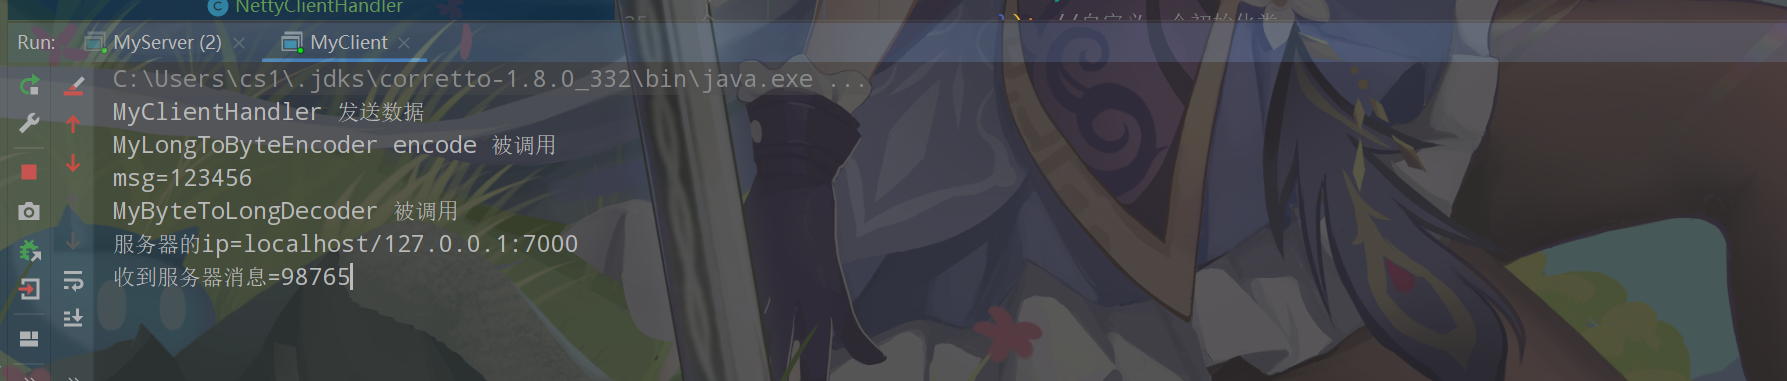 NettyClientHandler
Run: MyServer (2) MyClient
C:\Users\cs1\.jdks\corretto-1.8.0_332\bin\java.exe ...
MyClientHandler 发送数据
MyLongToByteEncoder encode 被调用
msg=123456
MyByteToLongDecoder 被调用
服务器的ip=localhost/127.0.0.1:7000
收到服务器消息=98765